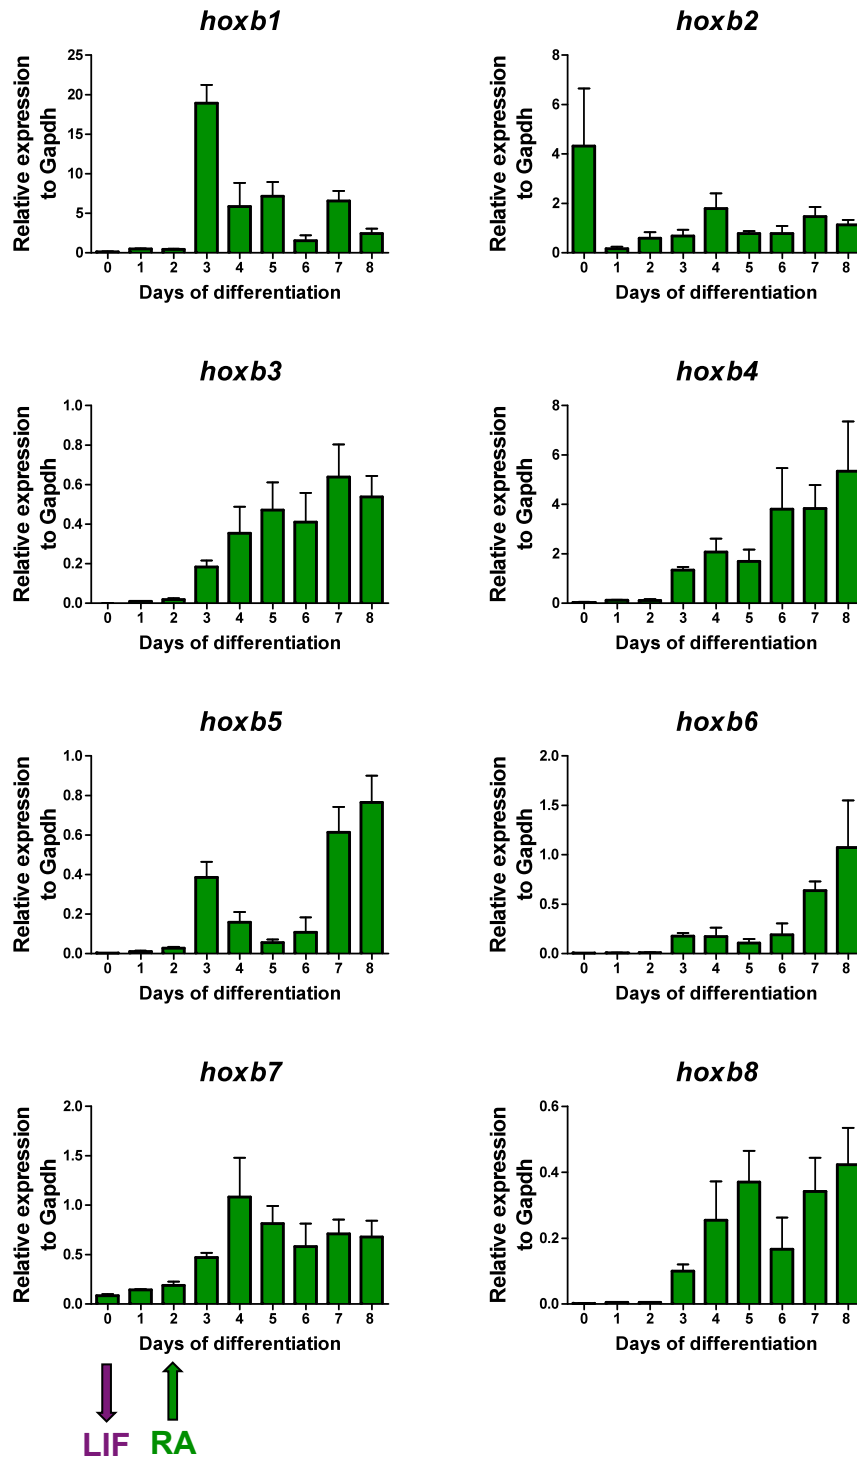 hoxb1
Relative expression
to Gapdh
25
20
15
10
5
0
0 1 2 3 4 5 6 7 8
Days of differentiation
hoxb2
Relative expression
to Gapdh
8
6
4
2
0
0 1 2 3 4 5 6 7 8
Days of differentiation
hoxb3
Relative expression
to Gapdh
1.0
0.8
0.6
0.4
0.2
0.0
0 1 2 3 4 5 6 7 8
Days of differentiation
hoxb4
Relative expression
to Gapdh
8
6
4
2
0
0 1 2 3 4 5 6 7 8
Days of differentiation
hoxb5
Relative expression
to Gapdh
1.0
0.8
0.6
0.4
0.2
0.0
0 1 2 3 4 5 6 7 8
Days of differentiation
hoxb6
Relative expression
to Gapdh
2.0
1.5
1.0
0.5
0.0
0 1 2 3 4 5 6 7 8
Days of differentiation
hoxb7
Relative expression
to Gapdh
2.0
1.5
1.0
0.5
0.0
0 1 2 3 4 5 6 7 8
Days of differentiation
hoxb8
Relative expression
to Gapdh
0.6
0.4
0.2
0.0
0 1 2 3 4 5 6 7 8
Days of differentiation
LIF RA